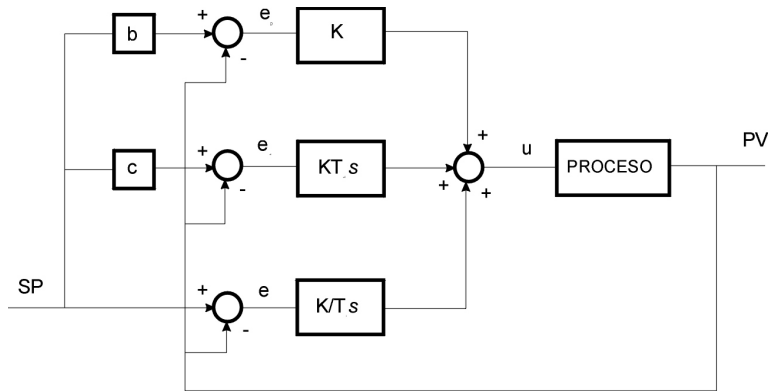 b
+
-
e
K
+
c
+
-
e
KT s
+
+
u
PROCESO
PV
SP
+
-
e
K/T s